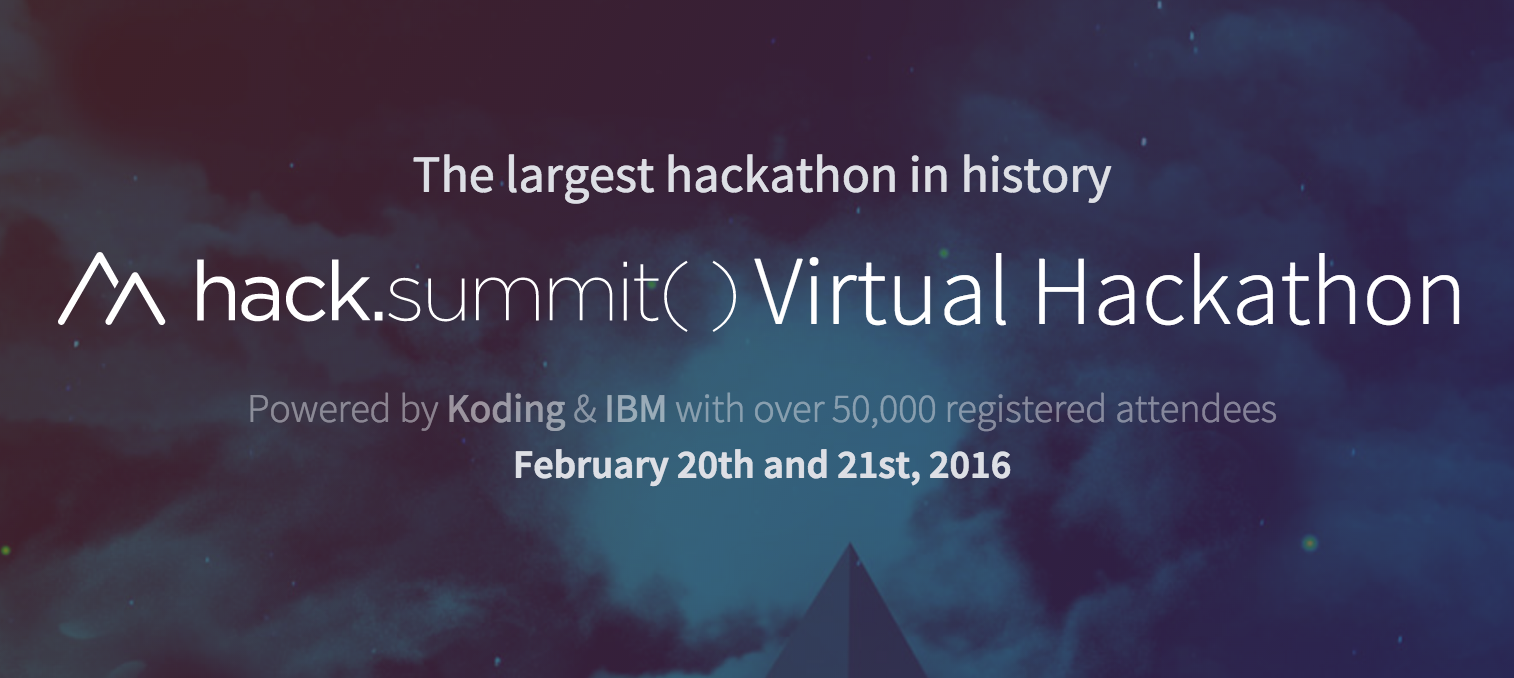 The largest hackathon in history
hack.summit( ) Virtual Hackathon
Powered by Koding & IBM with over 50,000 registered attendees
February 20th and 21st, 2016